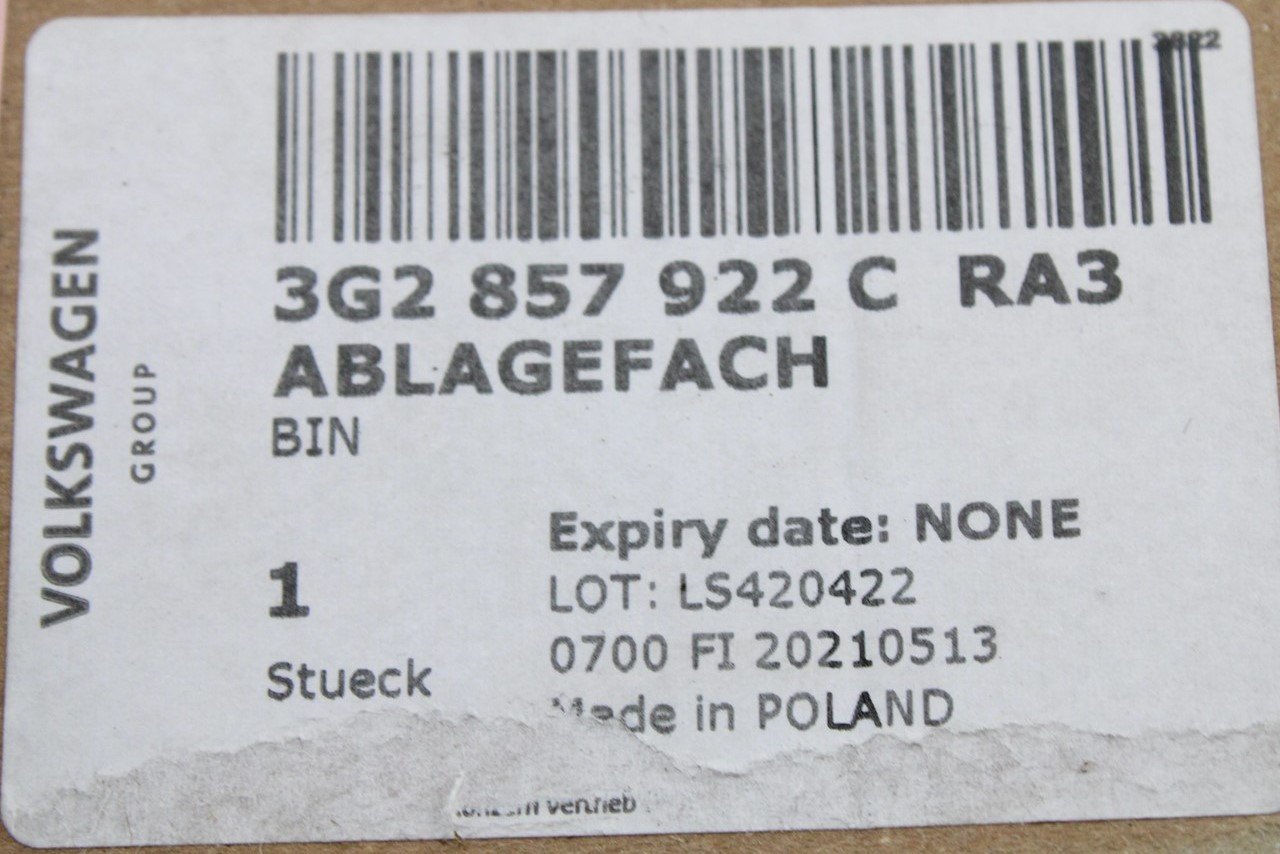 3G2 857 922 C RA3
ABLAGEFACH
BIN
VOLKSWAGEN
GROUP
Expiry date: NONE
1
LOT: LS420422
0700 FI 20210513
Stueck
Made in POLAND